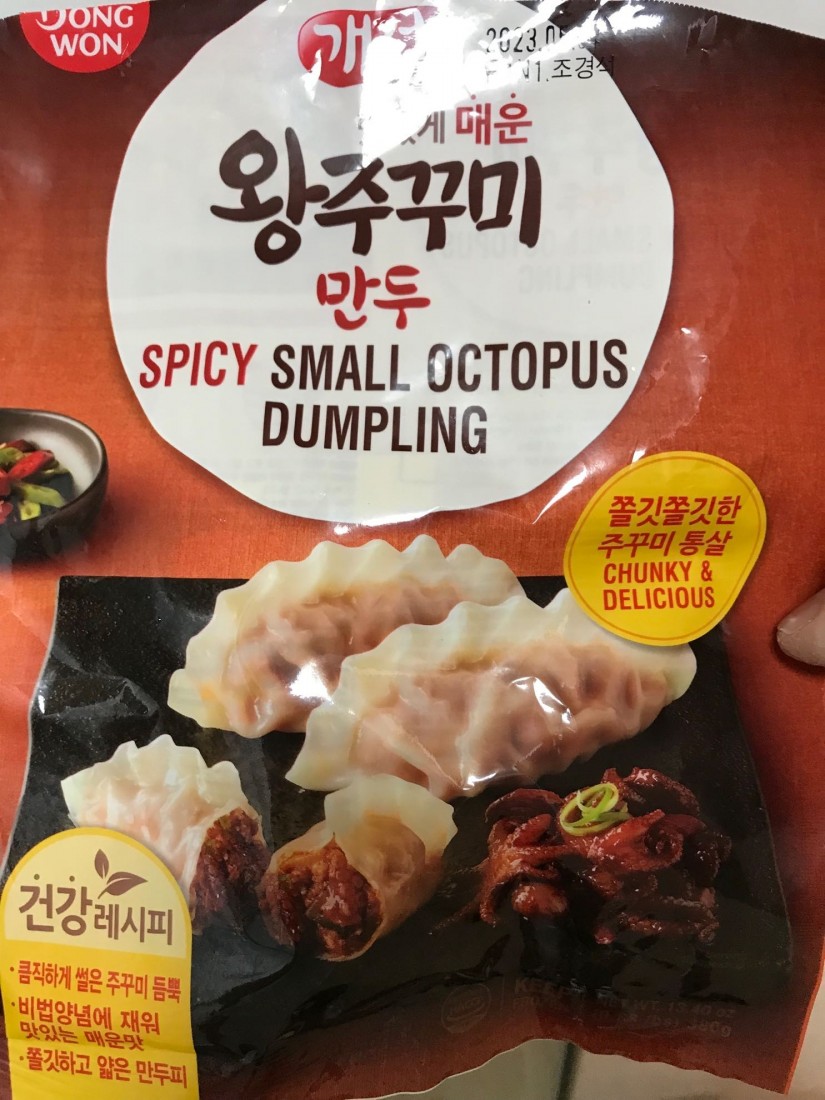 DONG
WON
2023.0
조경석
매운
왕주꾸미
만두
SPICY SMALL OCTOPUS
DUMPLING
쫄깃쫄깃한
주꾸미 통살
CHUNKY &
DELICIOUS
건강레시피
·큼직하게 썰은 주꾸미 듬뿍
·비법양념에 재워
맛있는 매운맛
·쫄깃하고 얇은 만두피